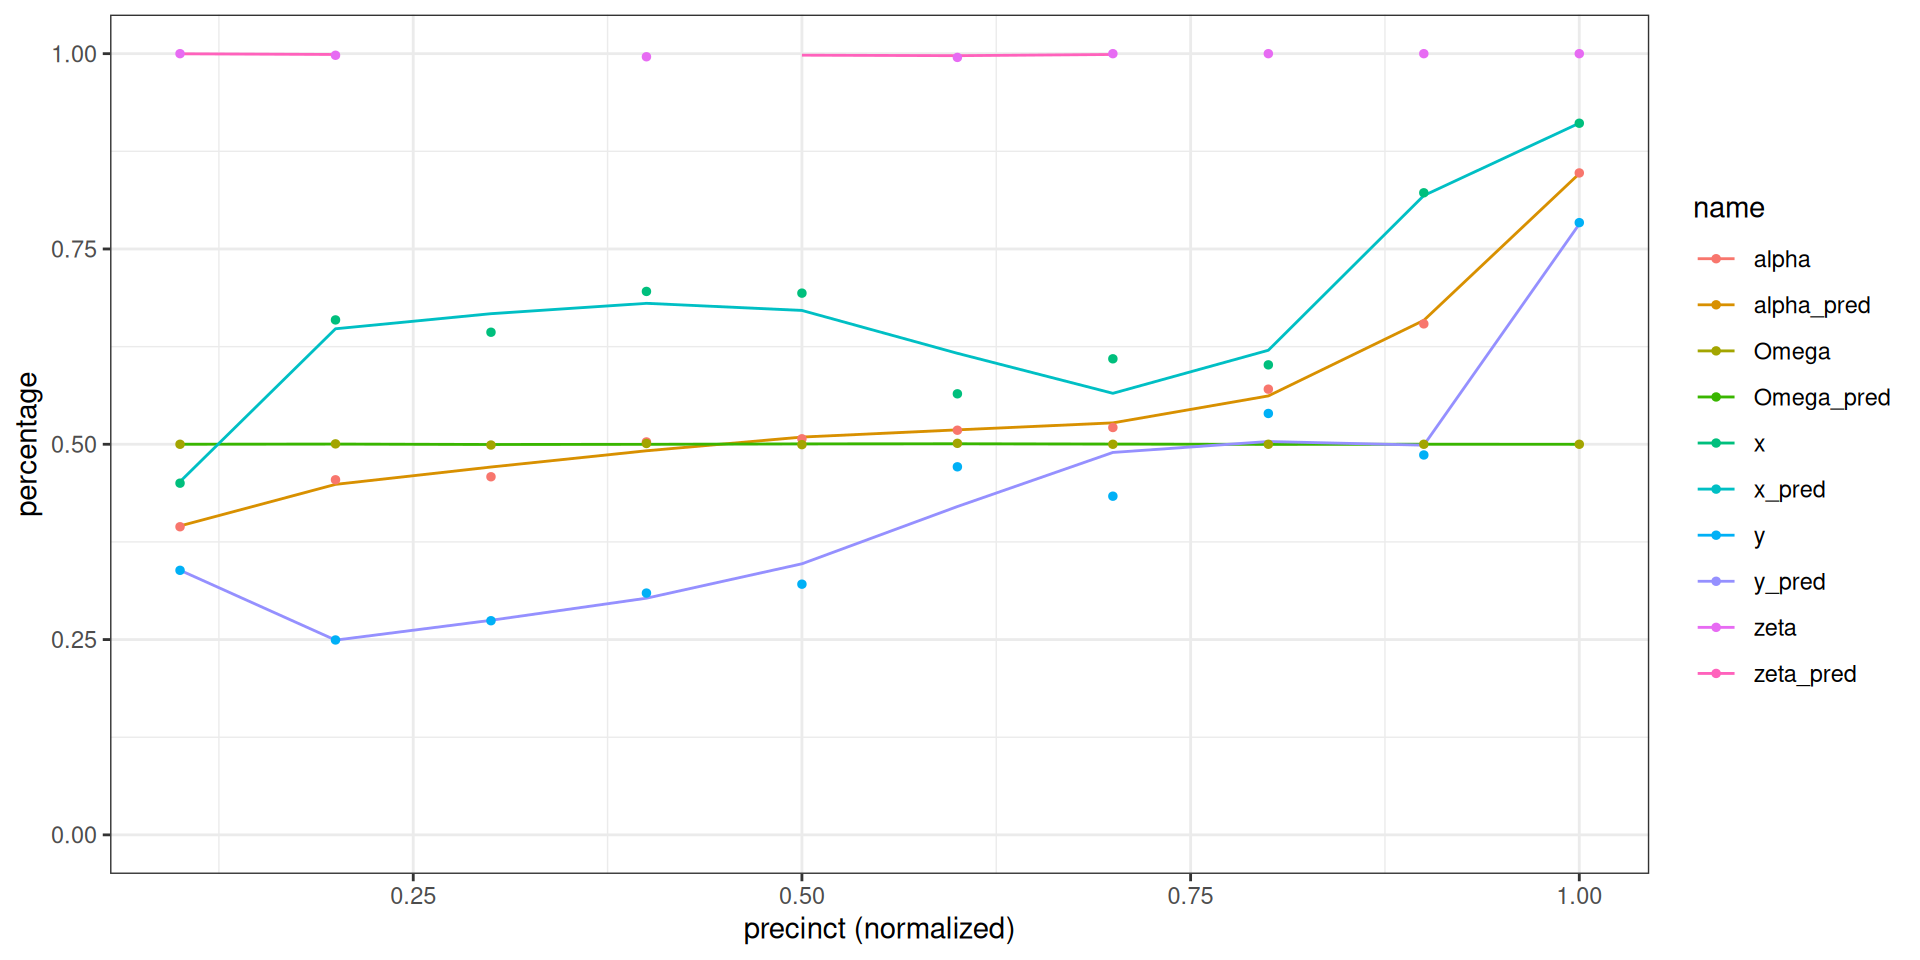 1.00
0.75
0.50
0.25
0.00
percentage
0.25 0.50 0.75 1.00
precinct (normalized)
name
alpha
alpha_pred
Omega
Omega_pred
x
x_pred
y
y_pred
zeta
zeta_pred